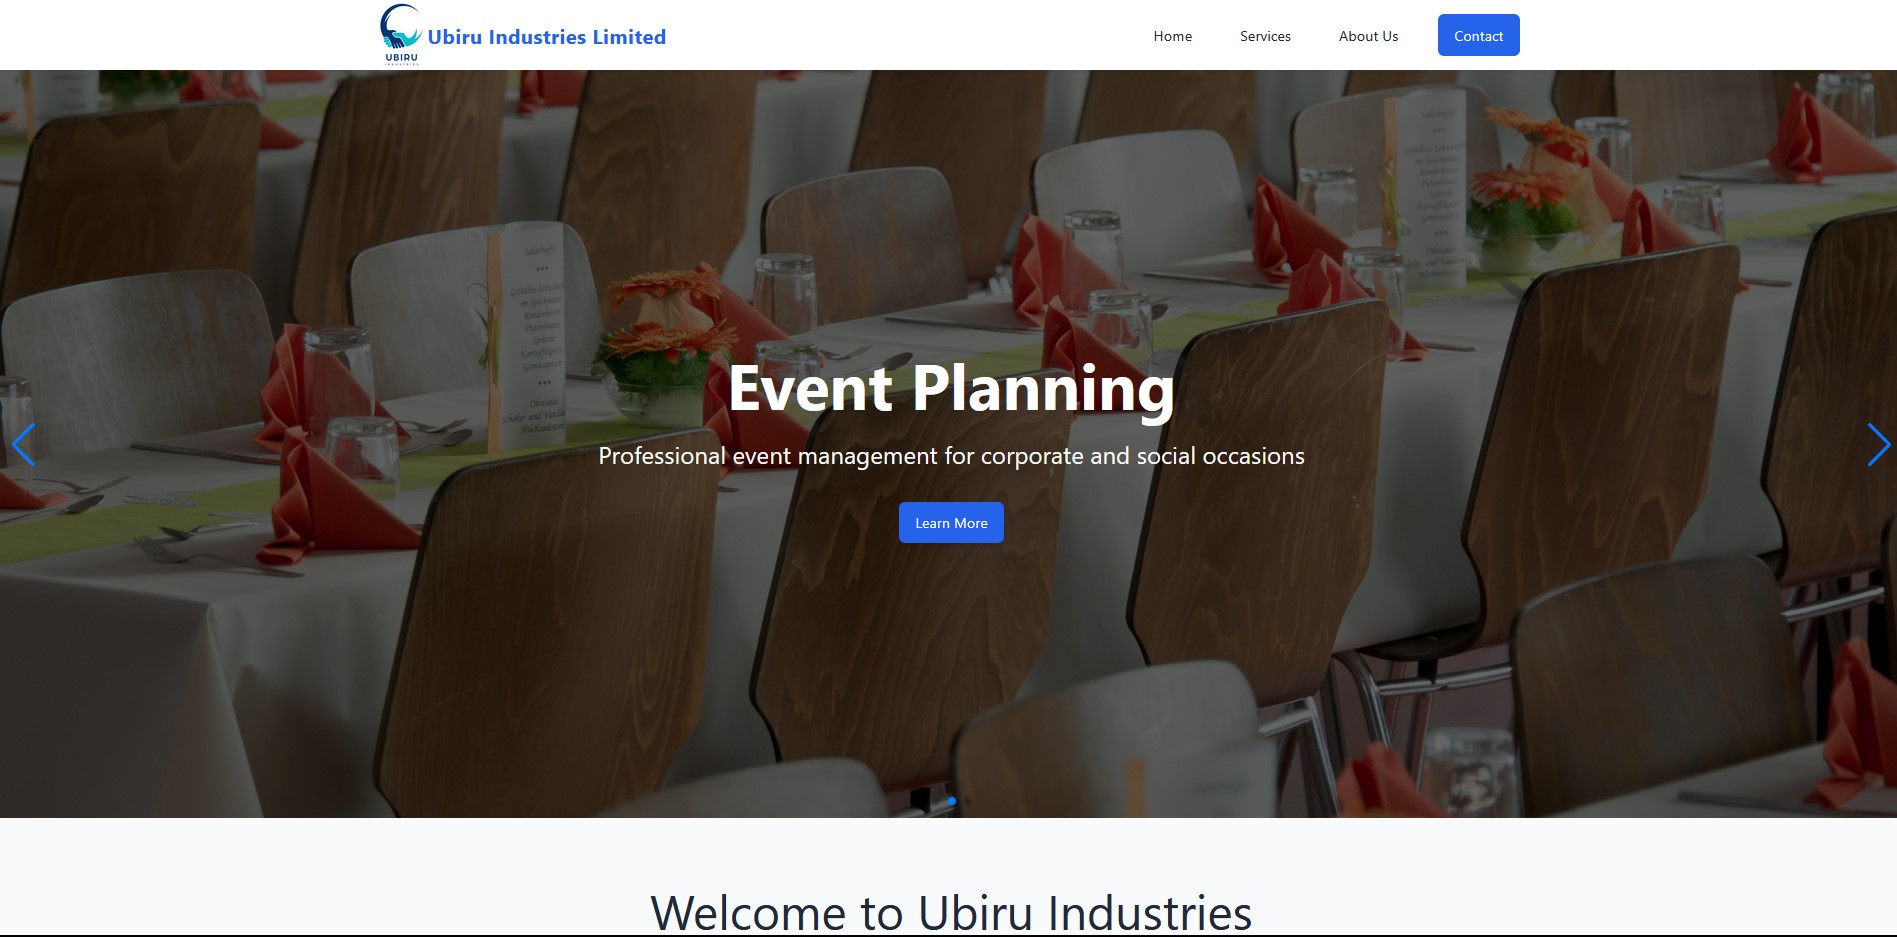 UBIRU
INDUSTRIES
Ubiru Industries Limited
Home
Services
About Us
Contact
Event Planning
Professional event management for corporate and social occasions
Learn More
Welcome to Ubiru Industries